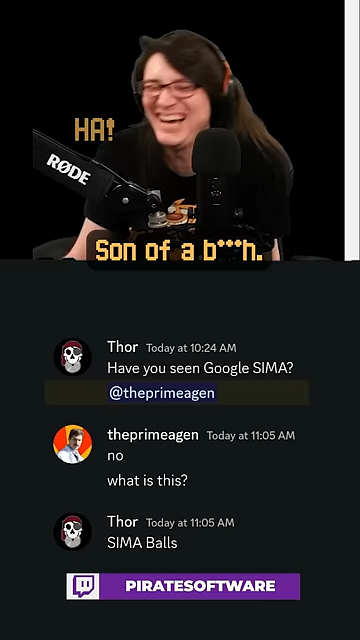 HA!
RØDE
Son of a b***h.
Thor Today at 10:24 AM
Have you seen Google SIMA?
@theprimeagen
theprimeagen Today at 11:05 AM
no
what is this?
Thor Today at 11:05 AM
SIMA Balls
PIRATESOFTWARE